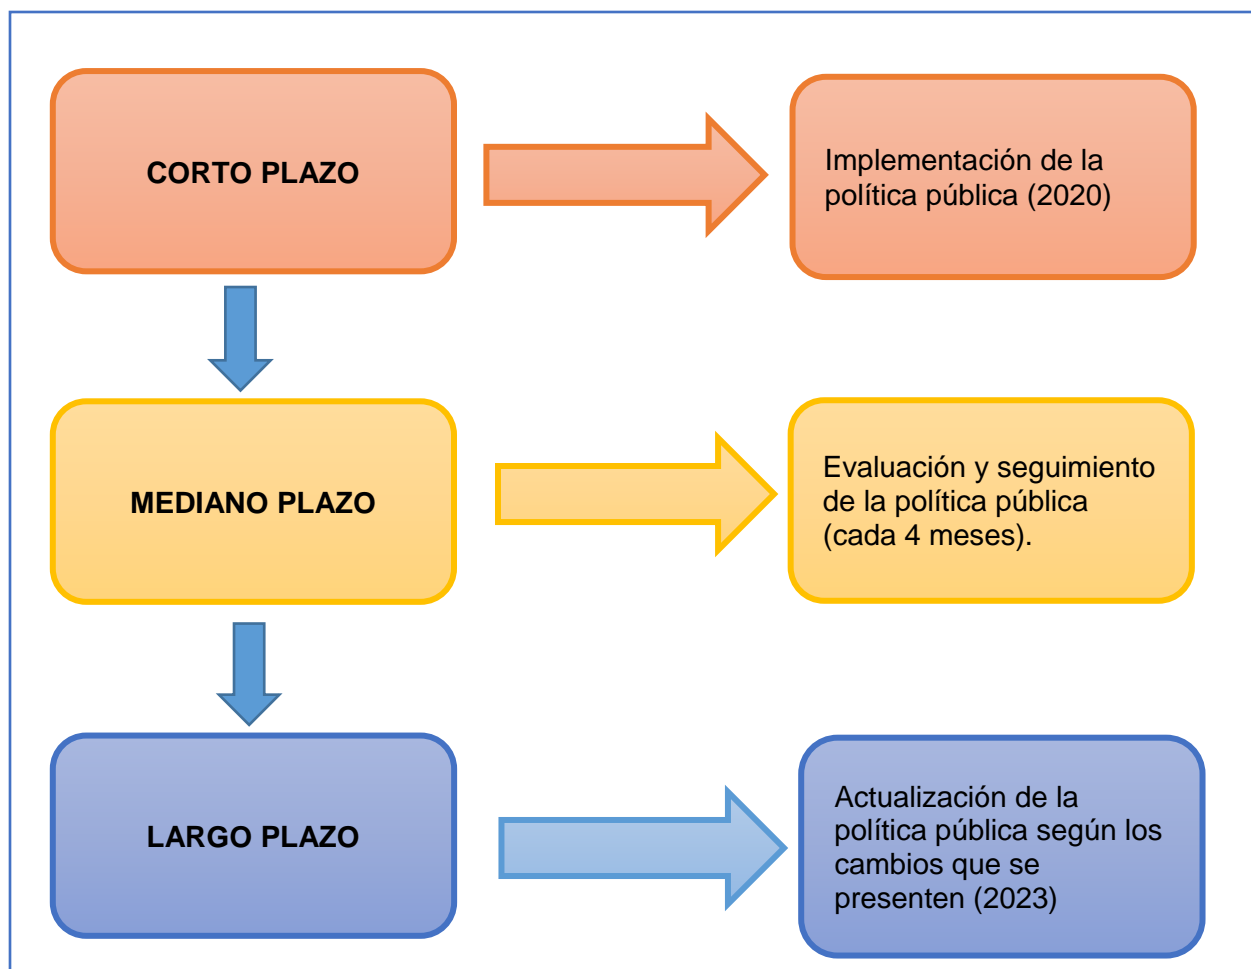 CORTO PLAZO
Implementación de la
política pública (2020)
MEDIANO PLAZO
Evaluación y seguimiento
de la política pública
(cada 4 meses).
LARGO PLAZO
Actualización de la
política pública según los
cambios que se
presenten (2023)